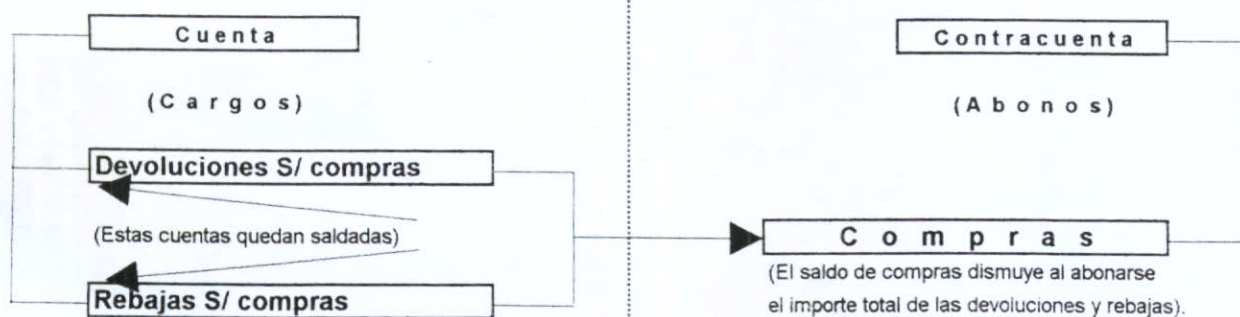 Cuenta
Contracuenta
(Cargos)
(Abonos)
Devoluciones S/ compras
(Estas cuentas quedan saldadas)
Compras
Rebajas S/ compras
(El saldo de compras dismuye al abonarse
el importe total de las devoluciones y rebajas).